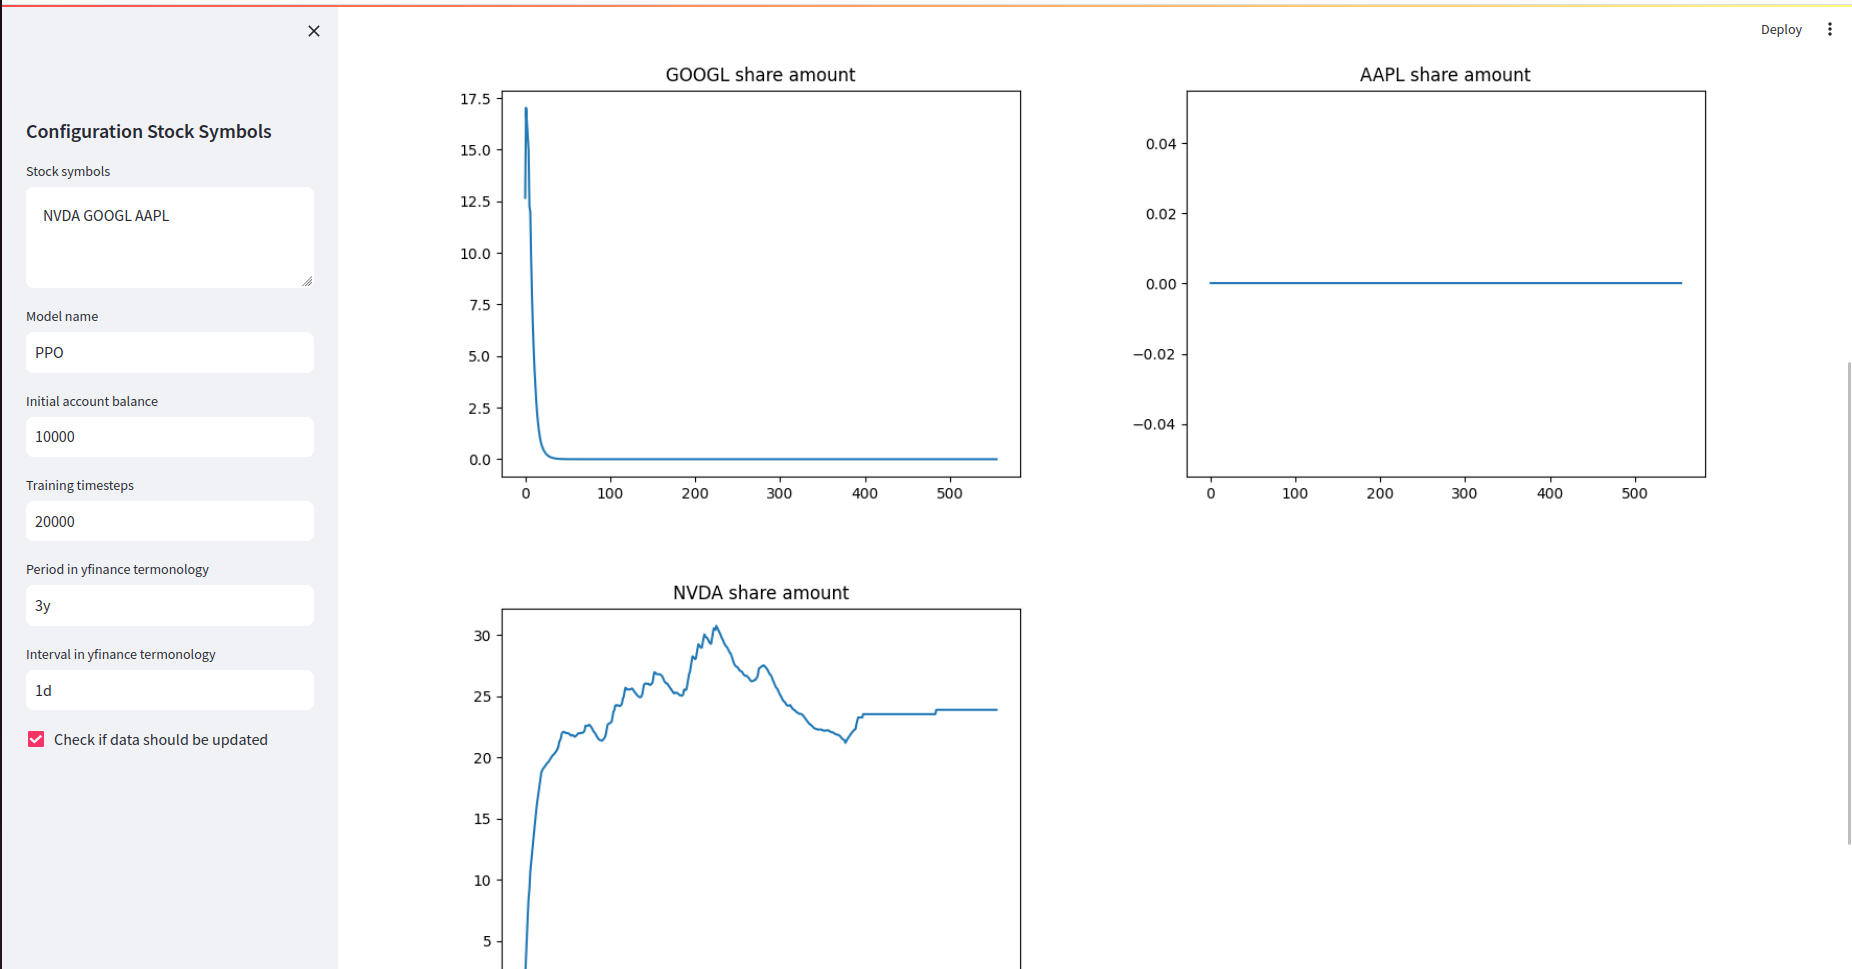 Deploy
Configuration Stock Symbols
Stock symbols
NVDA GOOGL AAPL
Model name
PPO
Initial account balance
10000
Training timesteps
20000
Period in yfinance termonology
3y
Interval in yfinance termonology
1d
Check if data should be updated
GOOGL share amount
17.5
15.0
12.5
10.0
7.5
5.0
2.5
0.0
0 100 200 300 400 500
AAPL share amount
0.04
0.02
0.00
−0.02
−0.04
0 100 200 300 400 500
NVDA share amount
30
25
20
15
10
5